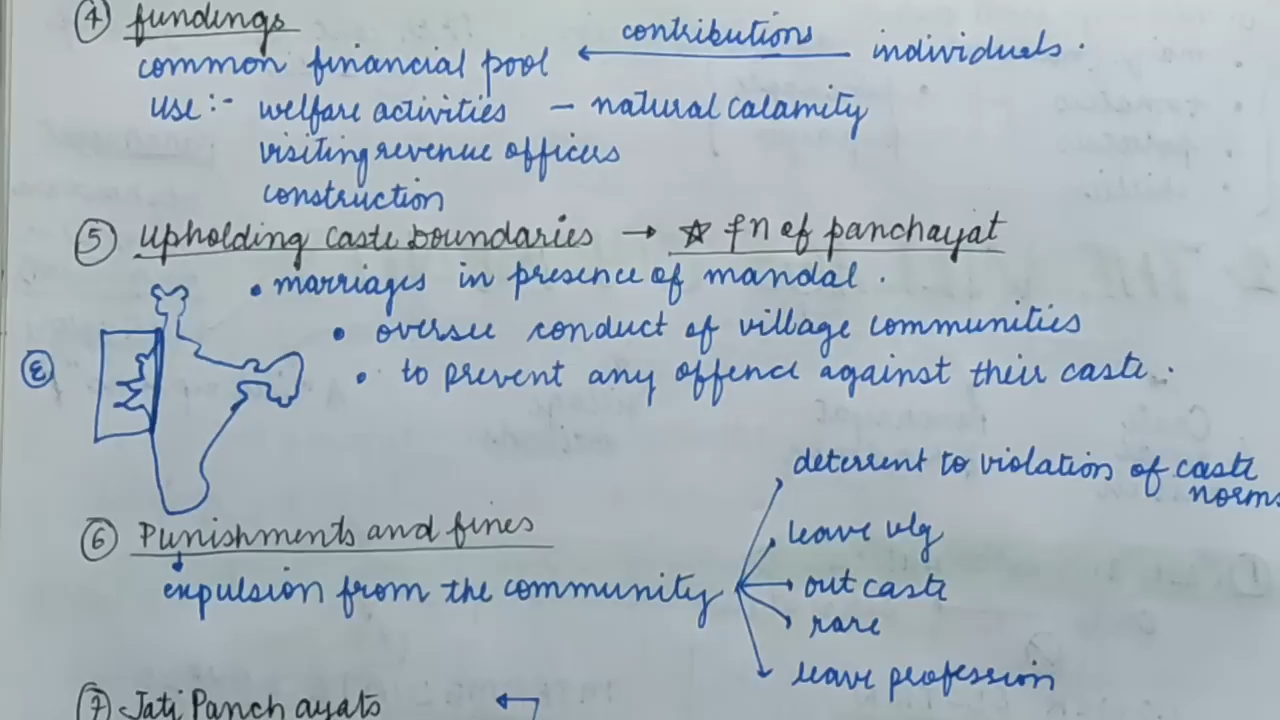 ④ fundings
common financial pool ← contributions individuals.
use :- welfare activities — natural calamity
visiting revenue officers
construction
⑤ upholding caste boundaries → ☆ fn of panchayat
• marriages in presence of mandal.
• oversee conduct of village communities
• to prevent any offence against their caste.
⑥ Punishments and fines
expulsion from the community
deterrent to violation of caste norms
leave vlg
out caste
rare
leave profession
⑦ Jati Panchayats